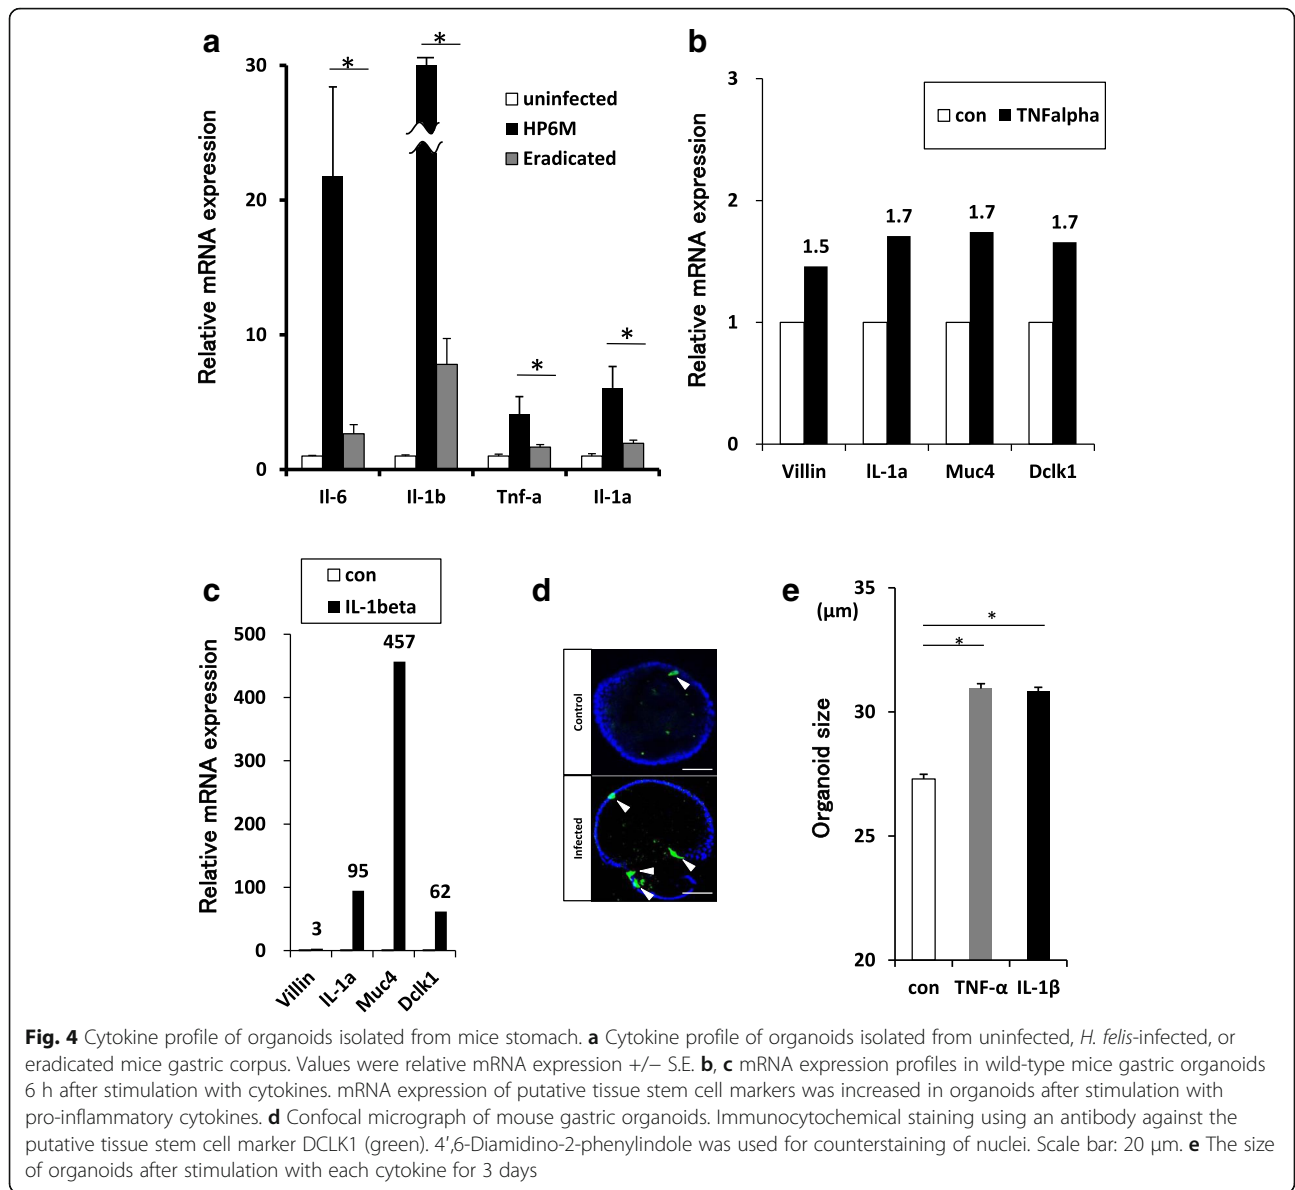 a
Relative mRNA expression
30
20
10
0
*
*
*
*
uninfected
HP6M
Eradicated
Il-6 Il-1b Tnf-a Il-1a
b
Relative mRNA expression
3
2
1
0
con TNFalpha
1.5 1.7 1.7 1.7
Villin IL-1a Muc4 Dclk1
c
con
IL-1beta
Relative mRNA expression
500
400
300
200
100
0
3 95 457 62
Villin IL-1a Muc4 Dclk1
d
Control
Infected
e
(μm)
Organoid size
35
30
25
20
*
*
con TNF-α IL-1β
Fig. 4 Cytokine profile of organoids isolated from mice stomach. a Cytokine profile of organoids isolated from uninfected, H. felis-infected, or
eradicated mice gastric corpus. Values were relative mRNA expression +/− S.E. b, c mRNA expression profiles in wild-type mice gastric organoids
6 h after stimulation with cytokines. mRNA expression of putative tissue stem cell markers was increased in organoids after stimulation with
pro-inflammatory cytokines. d Confocal micrograph of mouse gastric organoids. Immunocytochemical staining using an antibody against the
putative tissue stem cell marker DCLK1 (green). 4′,6-Diamidino-2-phenylindole was used for counterstaining of nuclei. Scale bar: 20 μm. e The size
of organoids after stimulation with each cytokine for 3 days